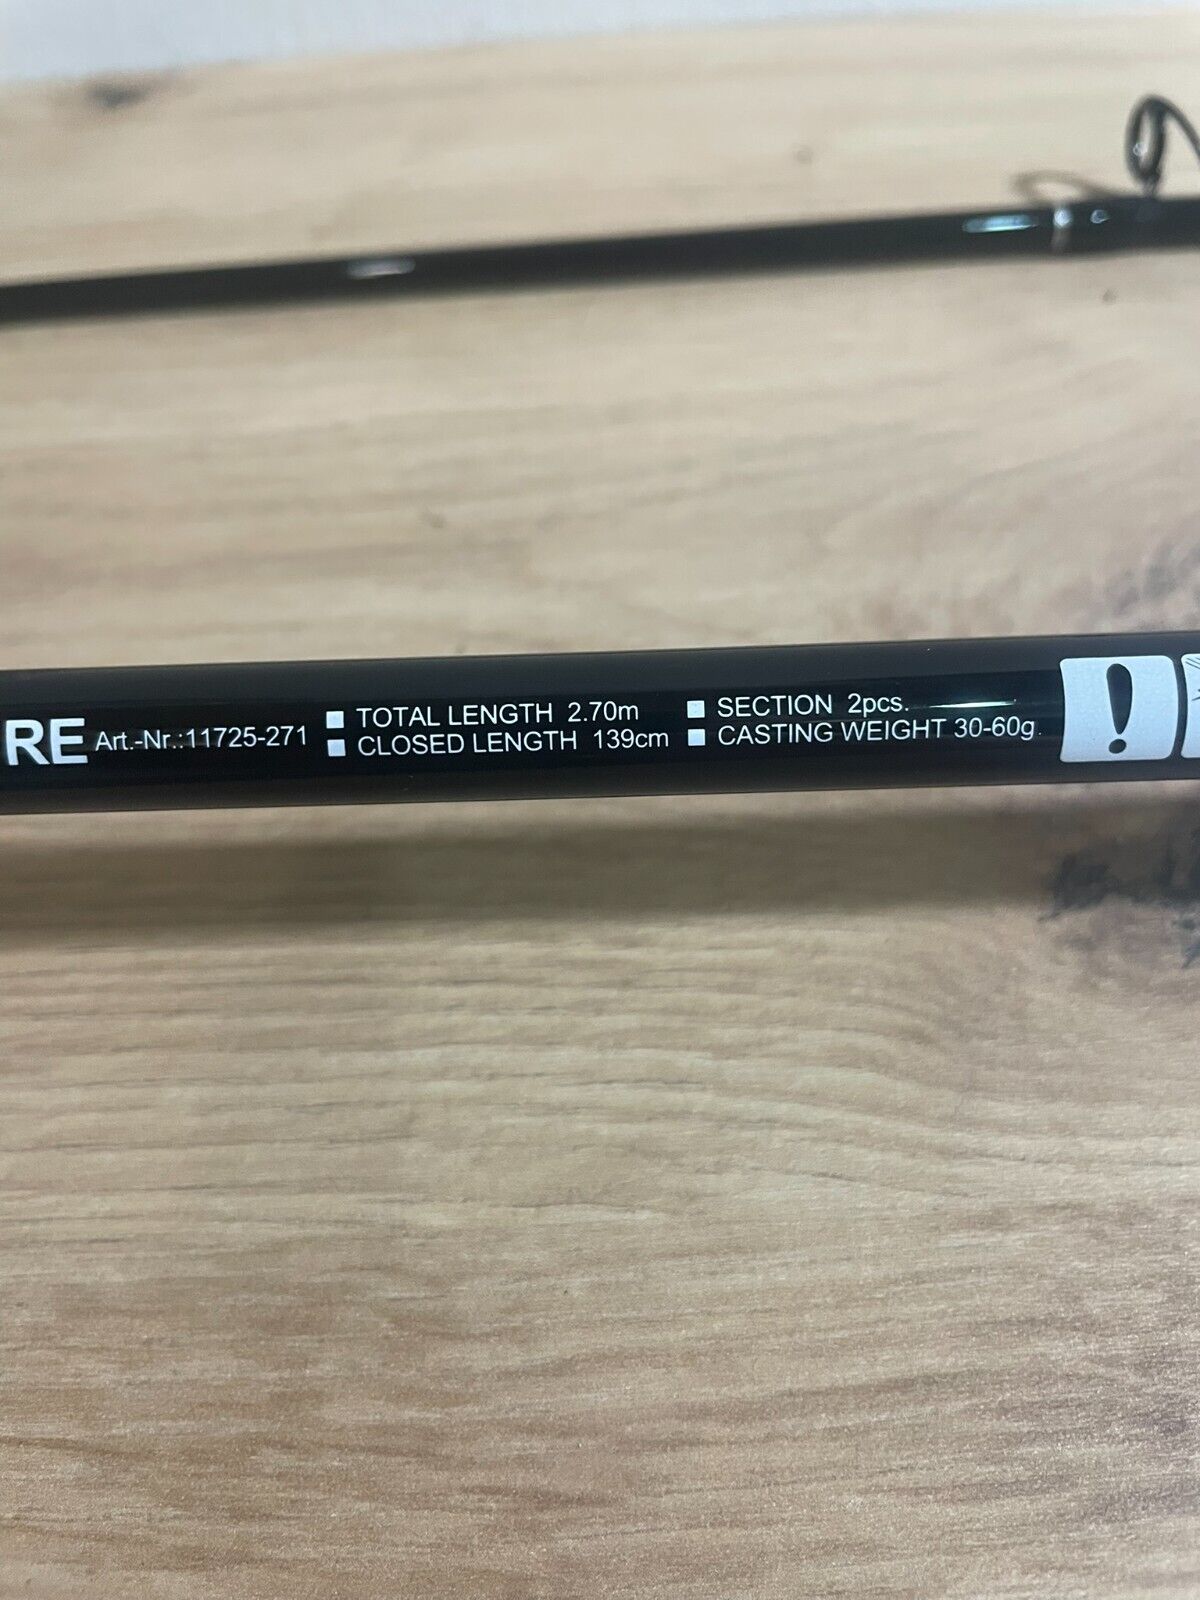 RE Art.-Nr.:11725-271
TOTAL LENGTH 2.70m
CLOSED LENGTH 139cm
SECTION 2pcs.
CASTING WEIGHT 30-60g.
!